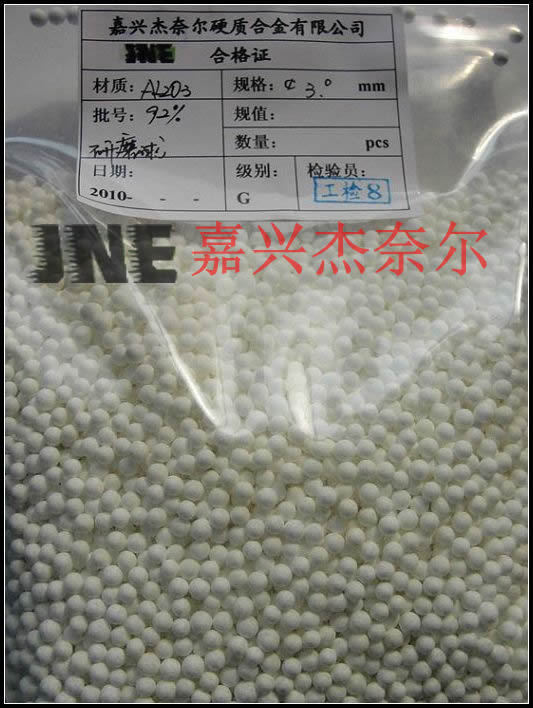 嘉兴杰奈尔硬质合金有限公司
JNE 合格证
材质: AL2O3 规格: ¢ 3.0 mm
批号: 92% 规值:
研磨球 数量: pcs
日期: 级别: 检验员:
2010- - - G 工检8
JNE 嘉兴杰奈尔